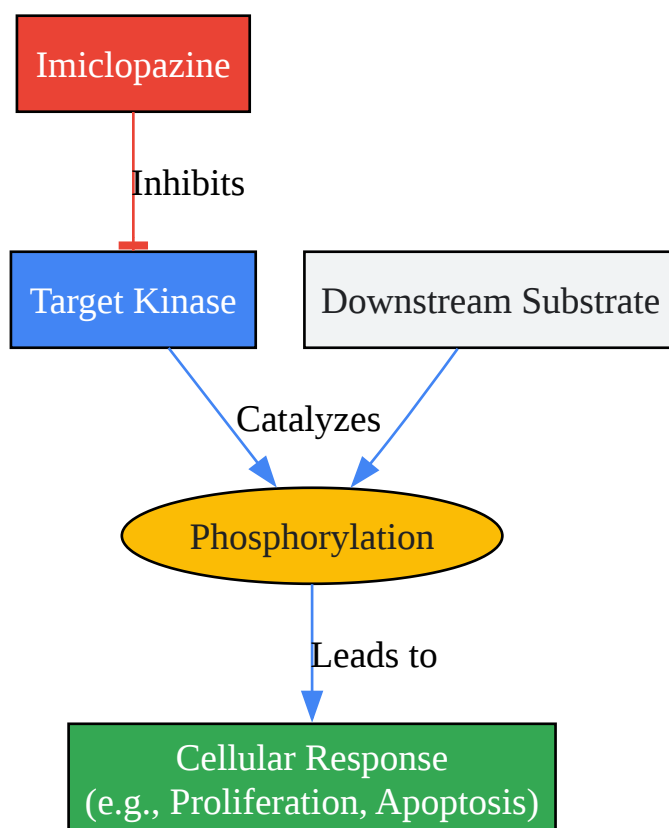 Imiclopazine
Inhibits
Target Kinase
Downstream Substrate
Catalyzes
Phosphorylation
Leads to
Cellular Response
(e.g., Proliferation, Apoptosis)